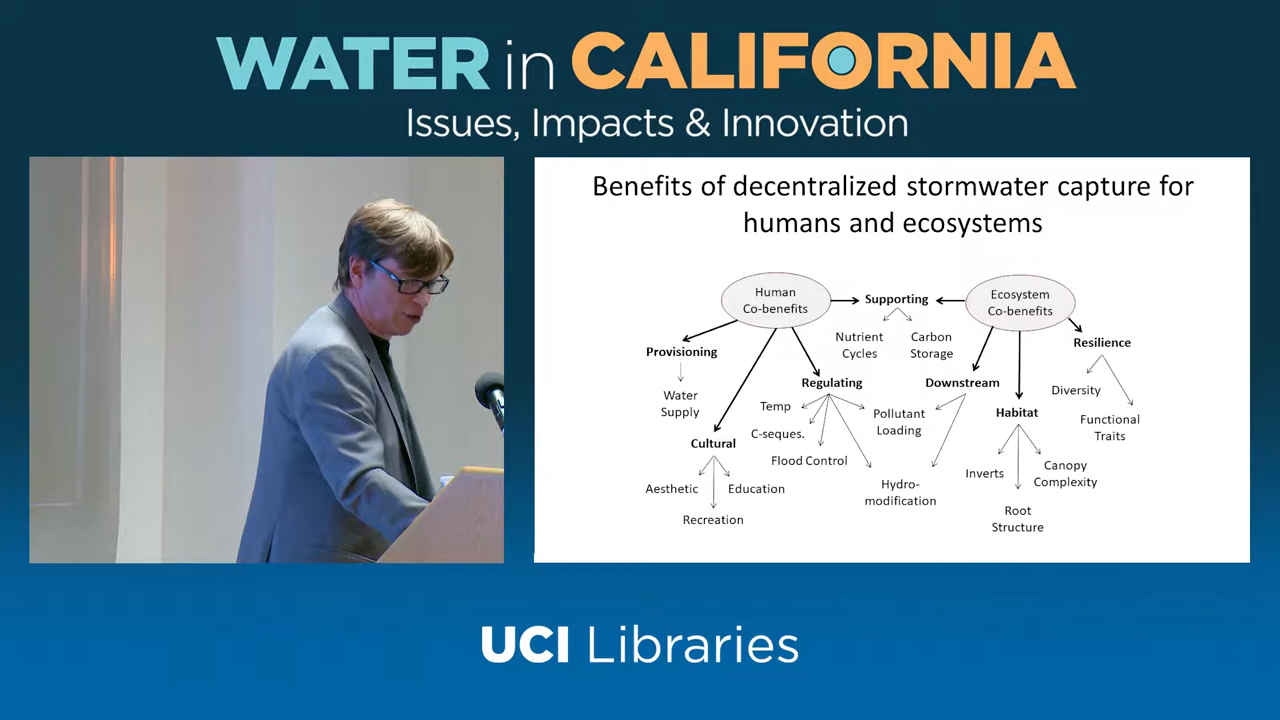 WATER in CALIFORNIA
Issues, Impacts & Innovation
Benefits of decentralized stormwater capture for
humans and ecosystems
Human
Co-benefits
Supporting
Ecosystem
Co-benefits
Nutrient
Cycles
Carbon
Storage
Provisioning
Water
Supply
Cultural
Aesthetic
Education
Recreation
Regulating
Temp
C-seques.
Flood Control
Pollutant
Loading
Hydro-
modification
Downstream
Habitat
Inverts
Canopy
Complexity
Root
Structure
Resilience
Diversity
Functional
Traits
UCI Libraries